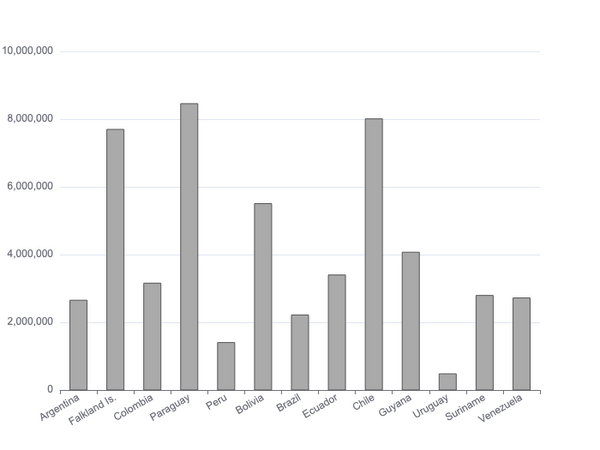 10,000,000
8,000,000
6,000,000
4,000,000
2,000,000
0
Argentina
Falkland Is.
Colombia
Paraguay
Peru
Bolivia
Brazil
Ecuador
Chile
Guyana
Uruguay
Suriname
Venezuela